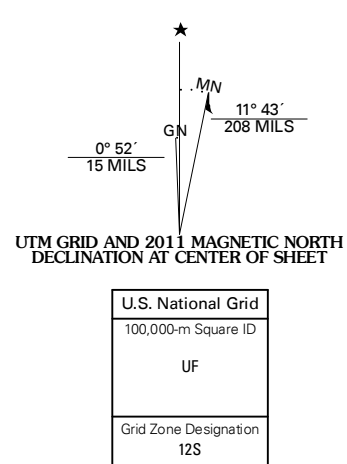 MN
11° 43´
208 MILS
GN
0° 52´
15 MILS
UTM GRID AND 2011 MAGNETIC NORTH
DECLINATION AT CENTER OF SHEET
U.S. National Grid
100,000-m Square ID
UF
Grid Zone Designation
12S